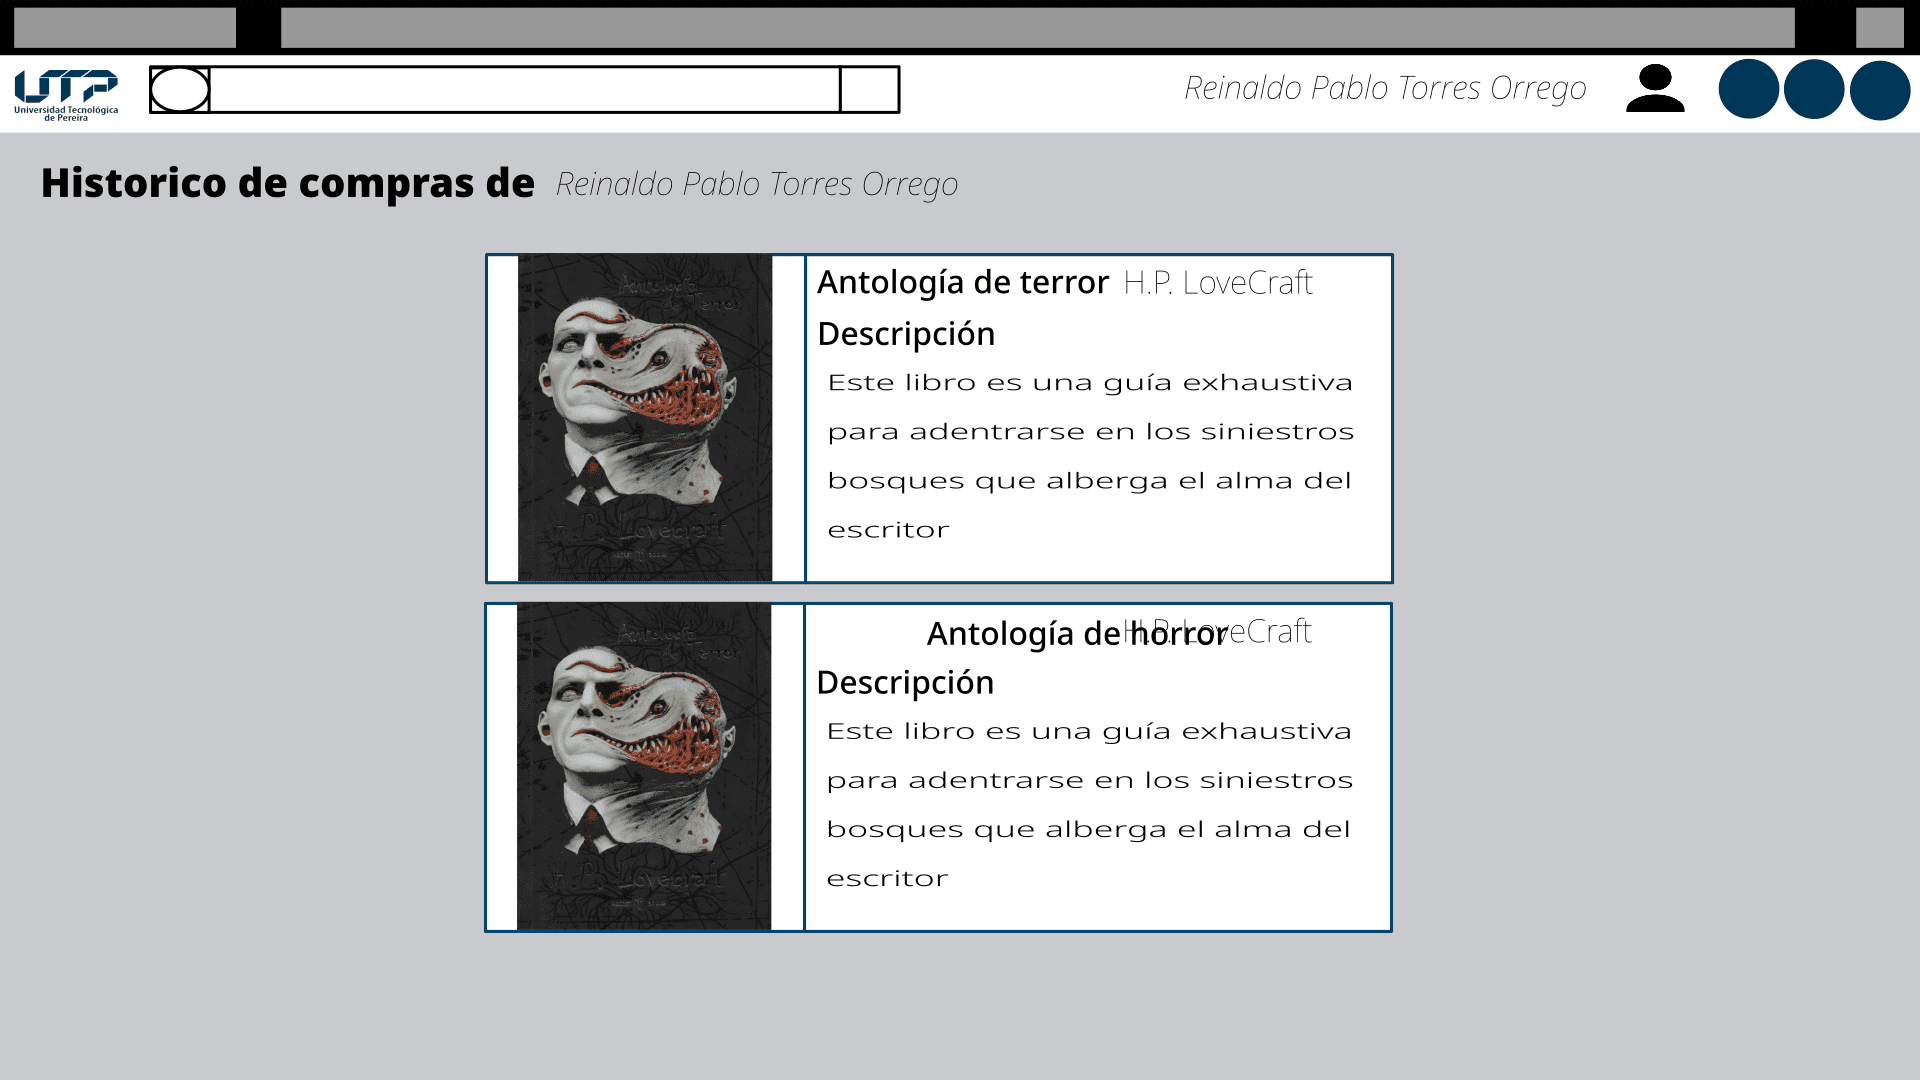 UTP
Universidad Tecnológica
de Pereira
Reinaldo Pablo Torres Orrego
Historico de compras de Reinaldo Pablo Torres Orrego
Antología
de Terror
H.P. Lovecraft
Antología de terror H.P. LoveCraft
Descripción
Este libro es una guía exhaustiva
para adentrarse en los siniestros
bosques que alberga el alma del
escritor
Antología
de Terror
H.P. Lovecraft
Antología de horror H.P. LoveCraft
Descripción
Este libro es una guía exhaustiva
para adentrarse en los siniestros
bosques que alberga el alma del
escritor